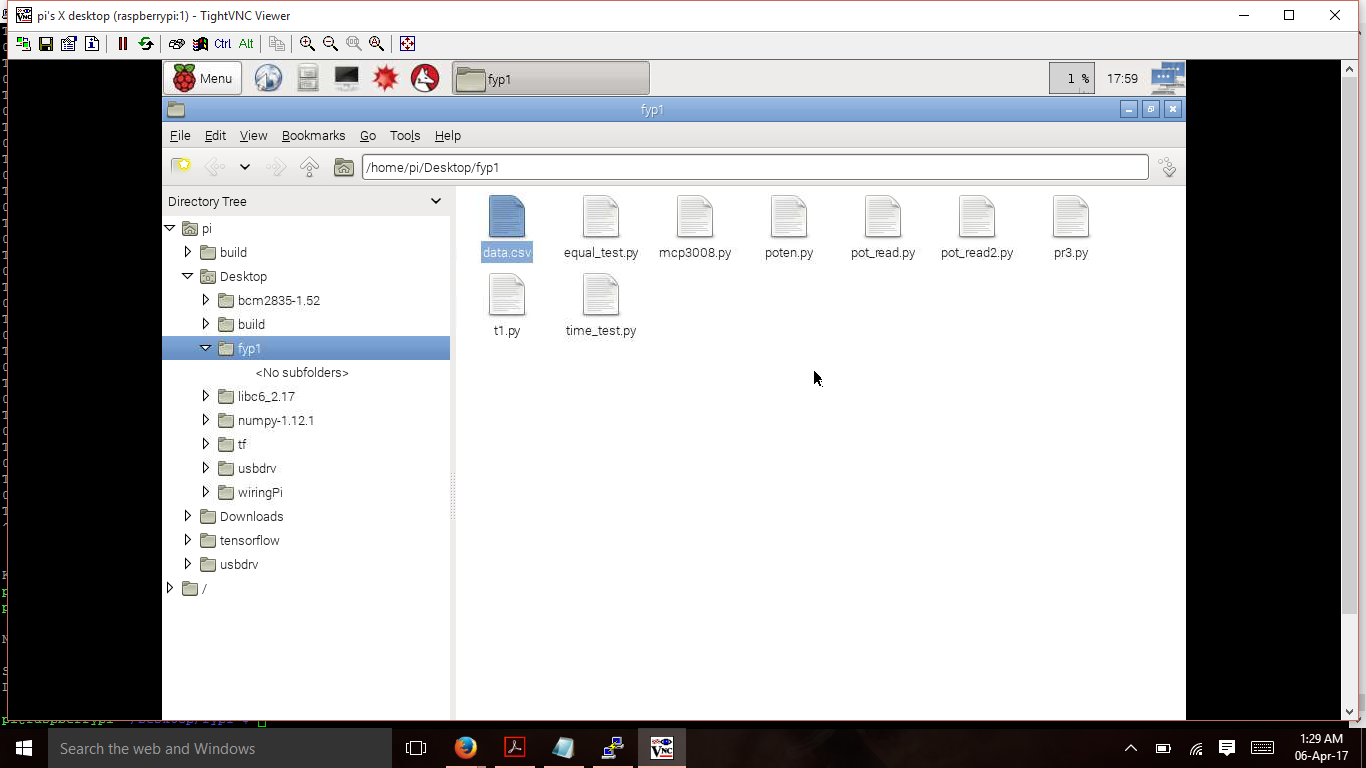 pi's X desktop (raspberrypi:1) - TightVNC Viewer
Ctrl Alt
Menu
fyp1
1 %
17:59
fyp1
File Edit View Bookmarks Go Tools Help
/home/pi/Desktop/fyp1
Directory Tree
pi
build
Desktop
bcm2835-1.52
build
fyp1
<No subfolders>
libc6_2.17
numpy-1.12.1
tf
usbdrv
wiringPi
Downloads
tensorflow
usbdrv
/
data.csv equal_test.py mcp3008.py poten.py pot_read.py pot_read2.py pr3.py
t1.py time_test.py
Search the web and Windows
1:29 AM
06-Apr-17